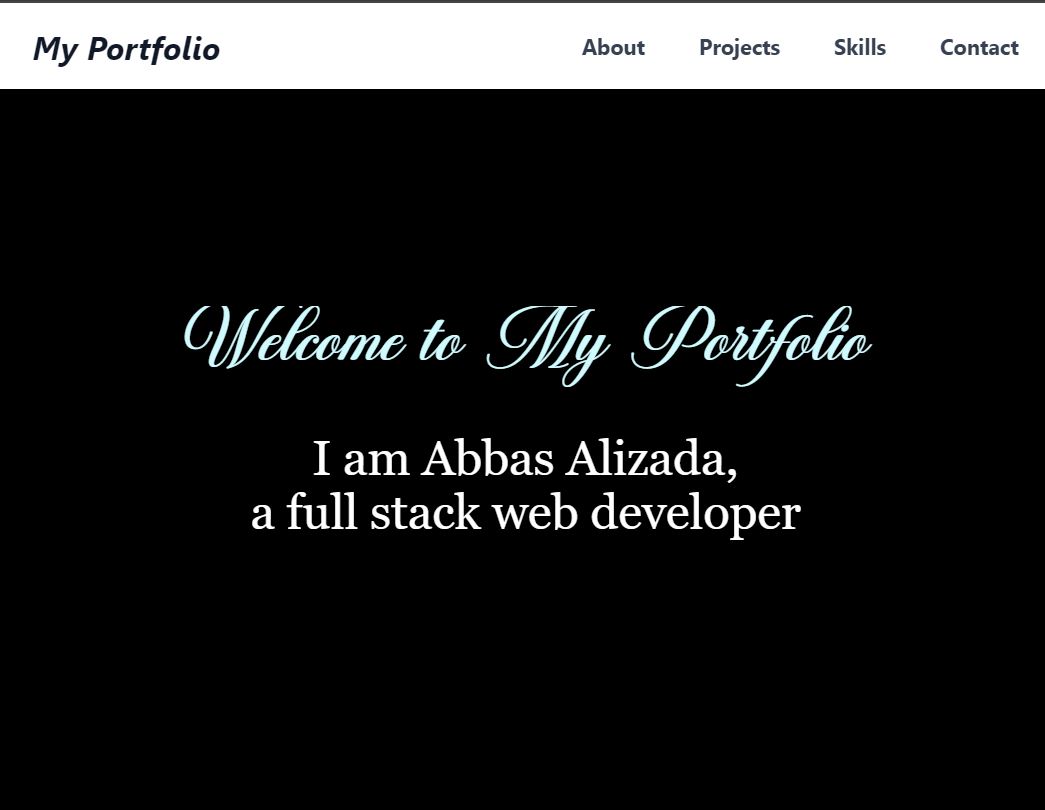 My Portfolio
About Projects Skills Contact
Welcome to My Portfolio
I am Abbas Alizada,
a full stack web developer